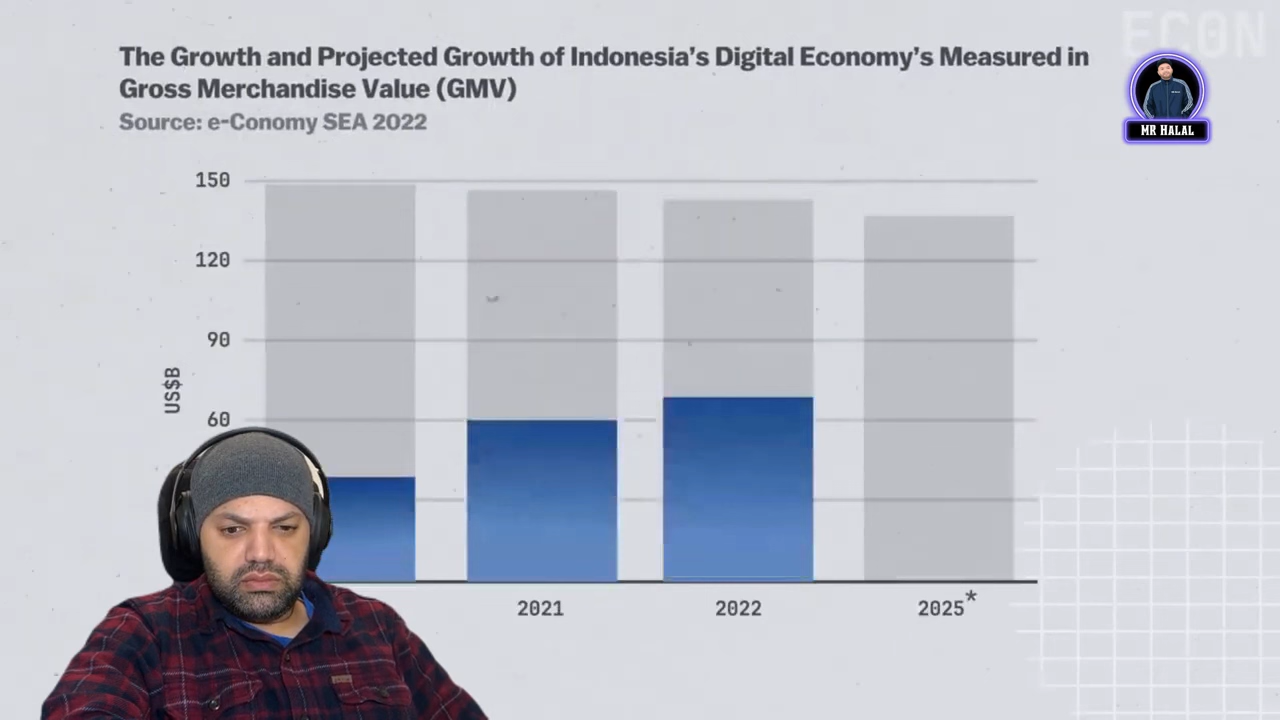 ECON
The Growth and Projected Growth of Indonesia's Digital Economy's Measured in
Gross Merchandise Value (GMV)
Source: e-Conomy SEA 2022
MR HALAL
150
120
90
60
US$B
2021
2022
2025*